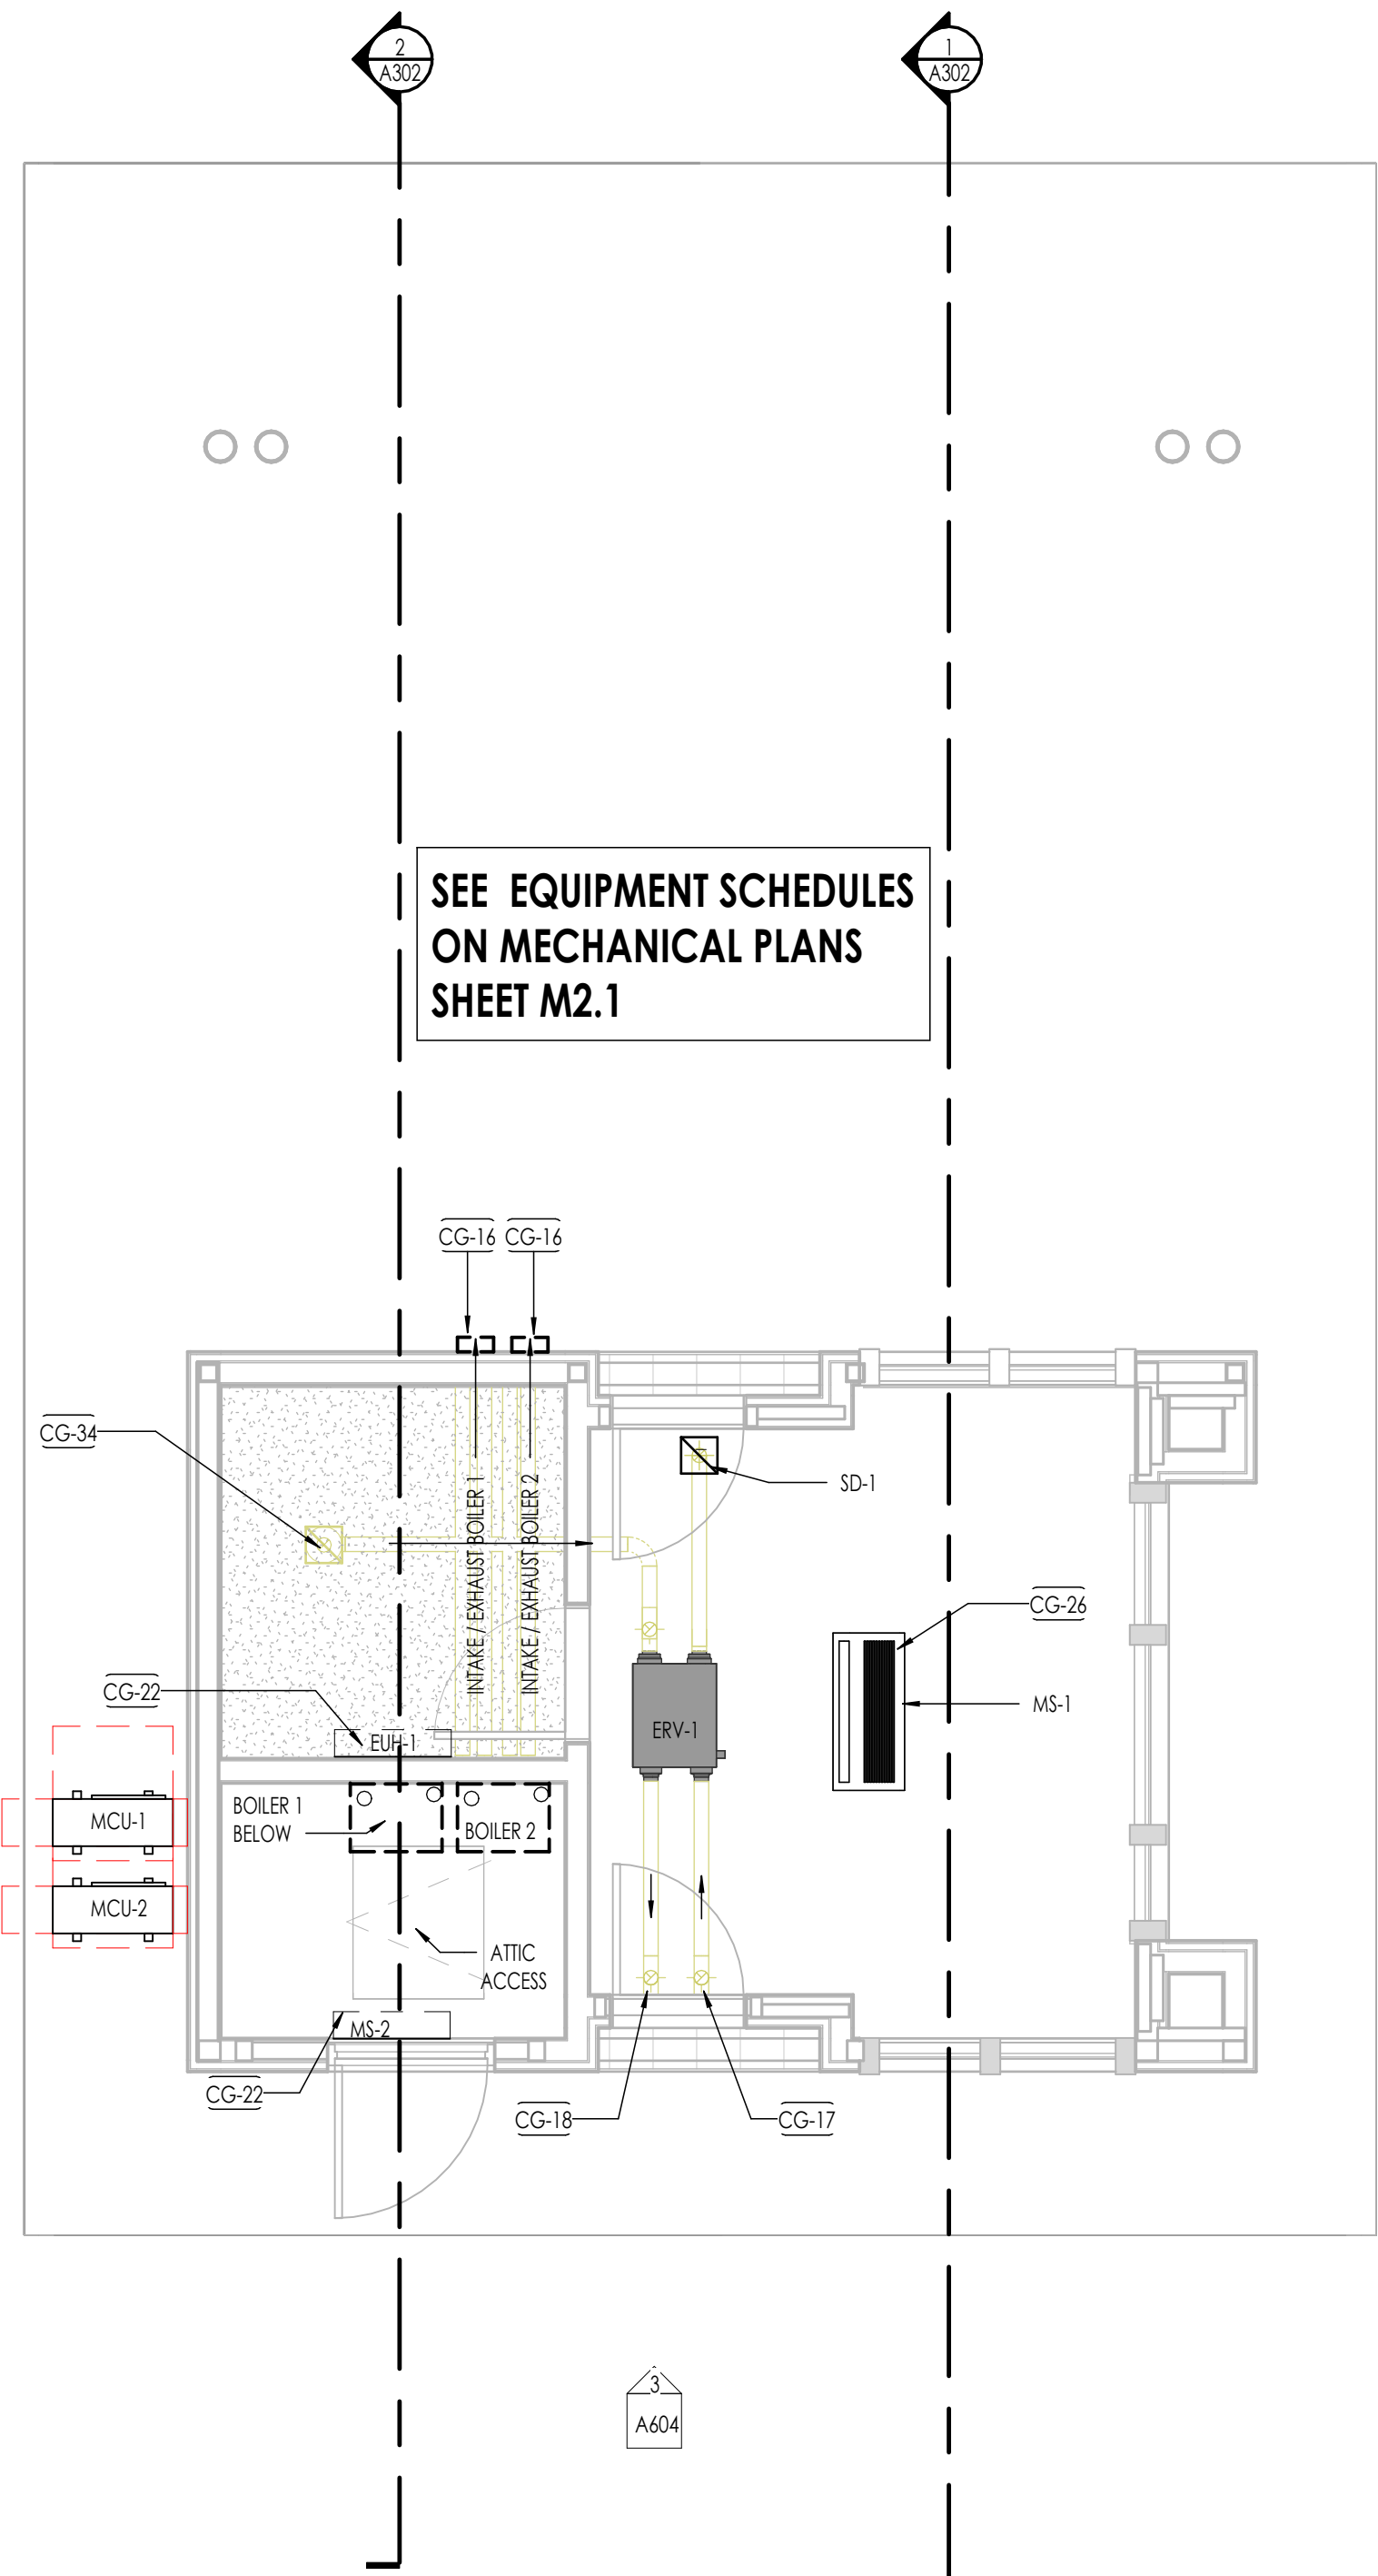 2
A302
1
A302
SEE EQUIPMENT SCHEDULES
ON MECHANICAL PLANS
SHEET M2.1
CG-16
CG-16
CG-34
SD-1
INTAKE / EXHAUST BOILER 1
INTAKE / EXHAUST BOILER 2
CG-26
CG-22
MS-1
ERV-1
EUH-1
MCU-1
BOILER 1
BELOW
BOILER 2
MCU-2
ATTIC
ACCESS
MS-2
CG-22
CG-18
CG-17
3
A604